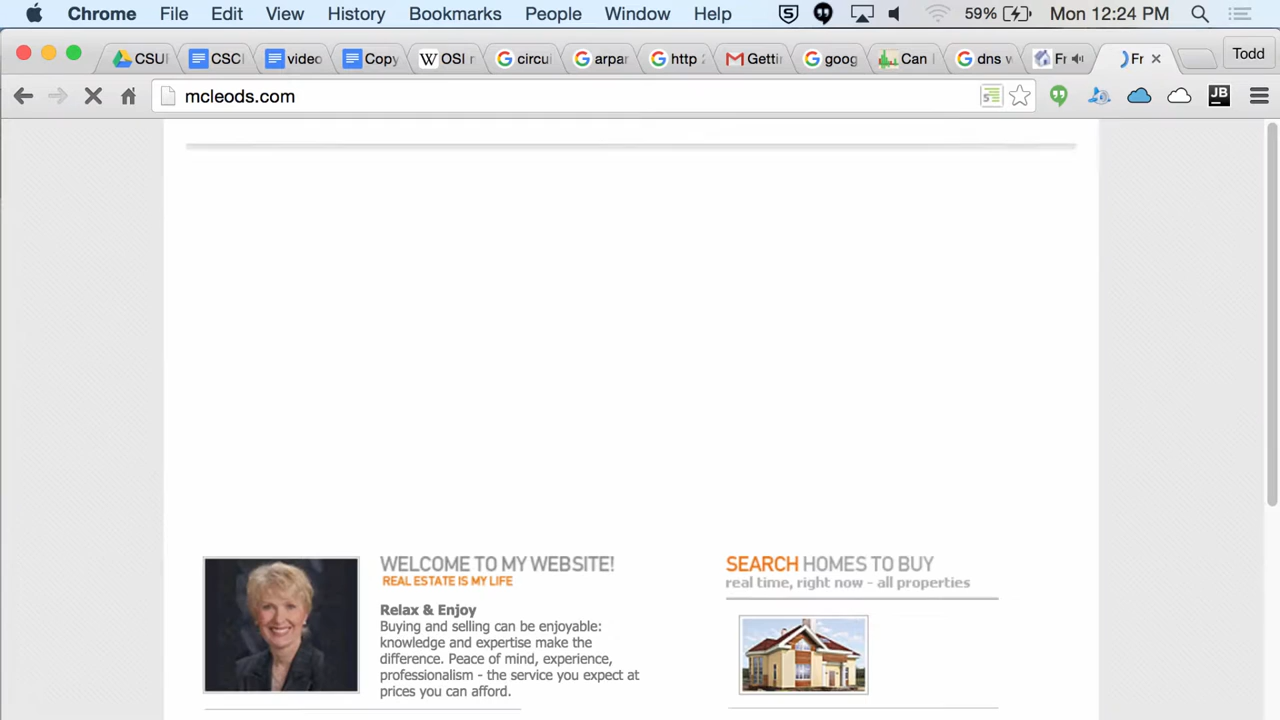 Chrome File Edit View History Bookmarks People Window Help 59% Mon 12:24 PM
CSU CSC video Copy OSI circui arpar http Getti goog Can dns Fr Fr Todd
mcleods.com
JB
WELCOME TO MY WEBSITE!
REAL ESTATE IS MY LIFE
Relax & Enjoy
Buying and selling can be enjoyable:
knowledge and expertise make the
difference. Peace of mind, experience,
professionalism - the service you expect at
prices you can afford.
SEARCH HOMES TO BUY
real time, right now - all properties